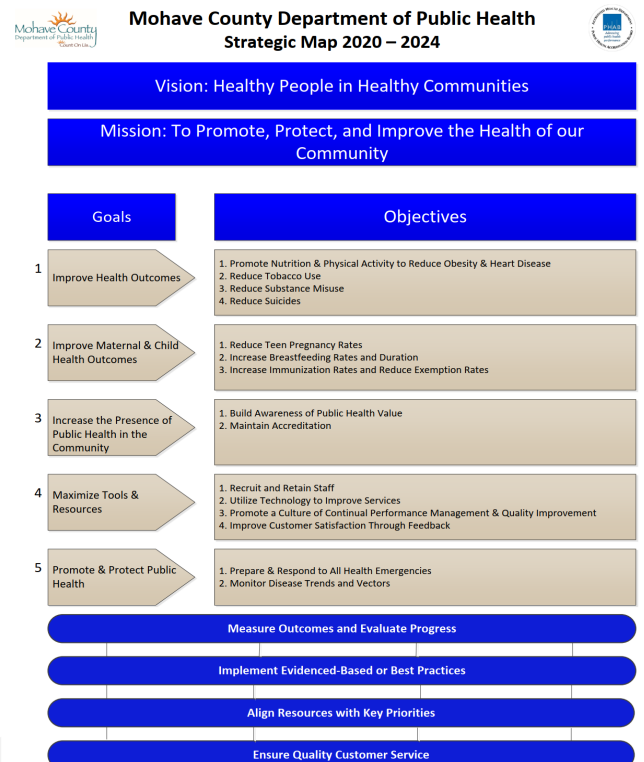 Mohave County
Department of Public Health
Count On Us...
Mohave County Department of Public Health
Strategic Map 2020 – 2024
PHAB
Vision: Healthy People in Healthy Communities
Mission: To Promote, Protect, and Improve the Health of our
Community
Goals
Objectives
1
Improve Health Outcomes
1. Promote Nutrition & Physical Activity to Reduce Obesity & Heart Disease
2. Reduce Tobacco Use
3. Reduce Substance Misuse
4. Reduce Suicides
2
Improve Maternal & Child
Health Outcomes
1. Reduce Teen Pregnancy Rates
2. Increase Breastfeeding Rates and Duration
3. Increase Immunization Rates and Reduce Exemption Rates
3
Increase the Presence of
Public Health in the
Community
1. Build Awareness of Public Health Value
2. Maintain Accreditation
4
Maximize Tools &
Resources
1. Recruit and Retain Staff
2. Utilize Technology to Improve Services
3. Promote a Culture of Continual Performance Management & Quality Improvement
4. Improve Customer Satisfaction Through Feedback
5
Promote & Protect Public
Health
1. Prepare & Respond to All Health Emergencies
2. Monitor Disease Trends and Vectors
Measure Outcomes and Evaluate Progress
Implement Evidenced-Based or Best Practices
Align Resources with Key Priorities
Ensure Quality Customer Service